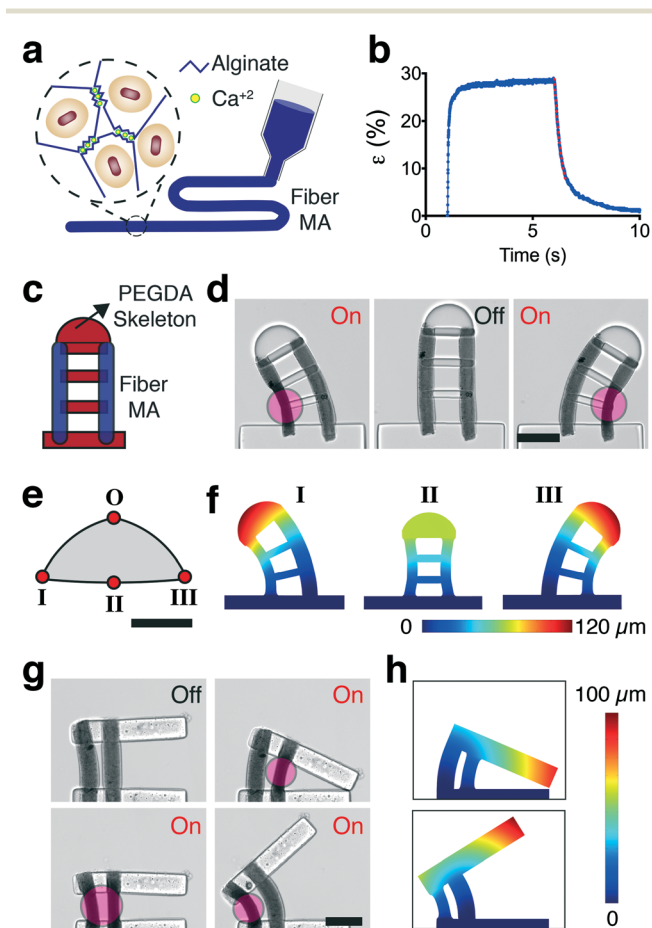 a
Alginate
Ca+2
Fiber
MA
b
30
20
10
0
ε (%)
0
5
10
Time (s)
c
PEGDA
Skeleton
Fiber
MA
d
On
Off
On
e
O
I
II
III
f
I
II
III
0
120 μm
g
Off
On
On
On
h
100 μm
0